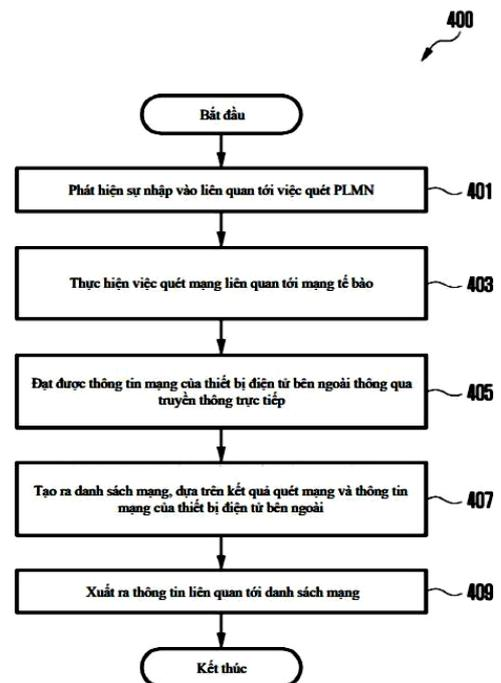 400
Bắt đầu
Phát hiện sự nhập vào liên quan tới việc quét PLMN
401
Thực hiện việc quét mạng liên quan tới mạng tế bào
403
Đạt được thông tin mạng của thiết bị điện tử bên ngoài thông qua
truyền thông trực tiếp
405
Tạo ra danh sách mạng, dựa trên kết quả quét mạng và thông tin
mạng của thiết bị điện tử bên ngoài
407
Xuất ra thông tin liên quan tới danh sách mạng
409
Kết thúc